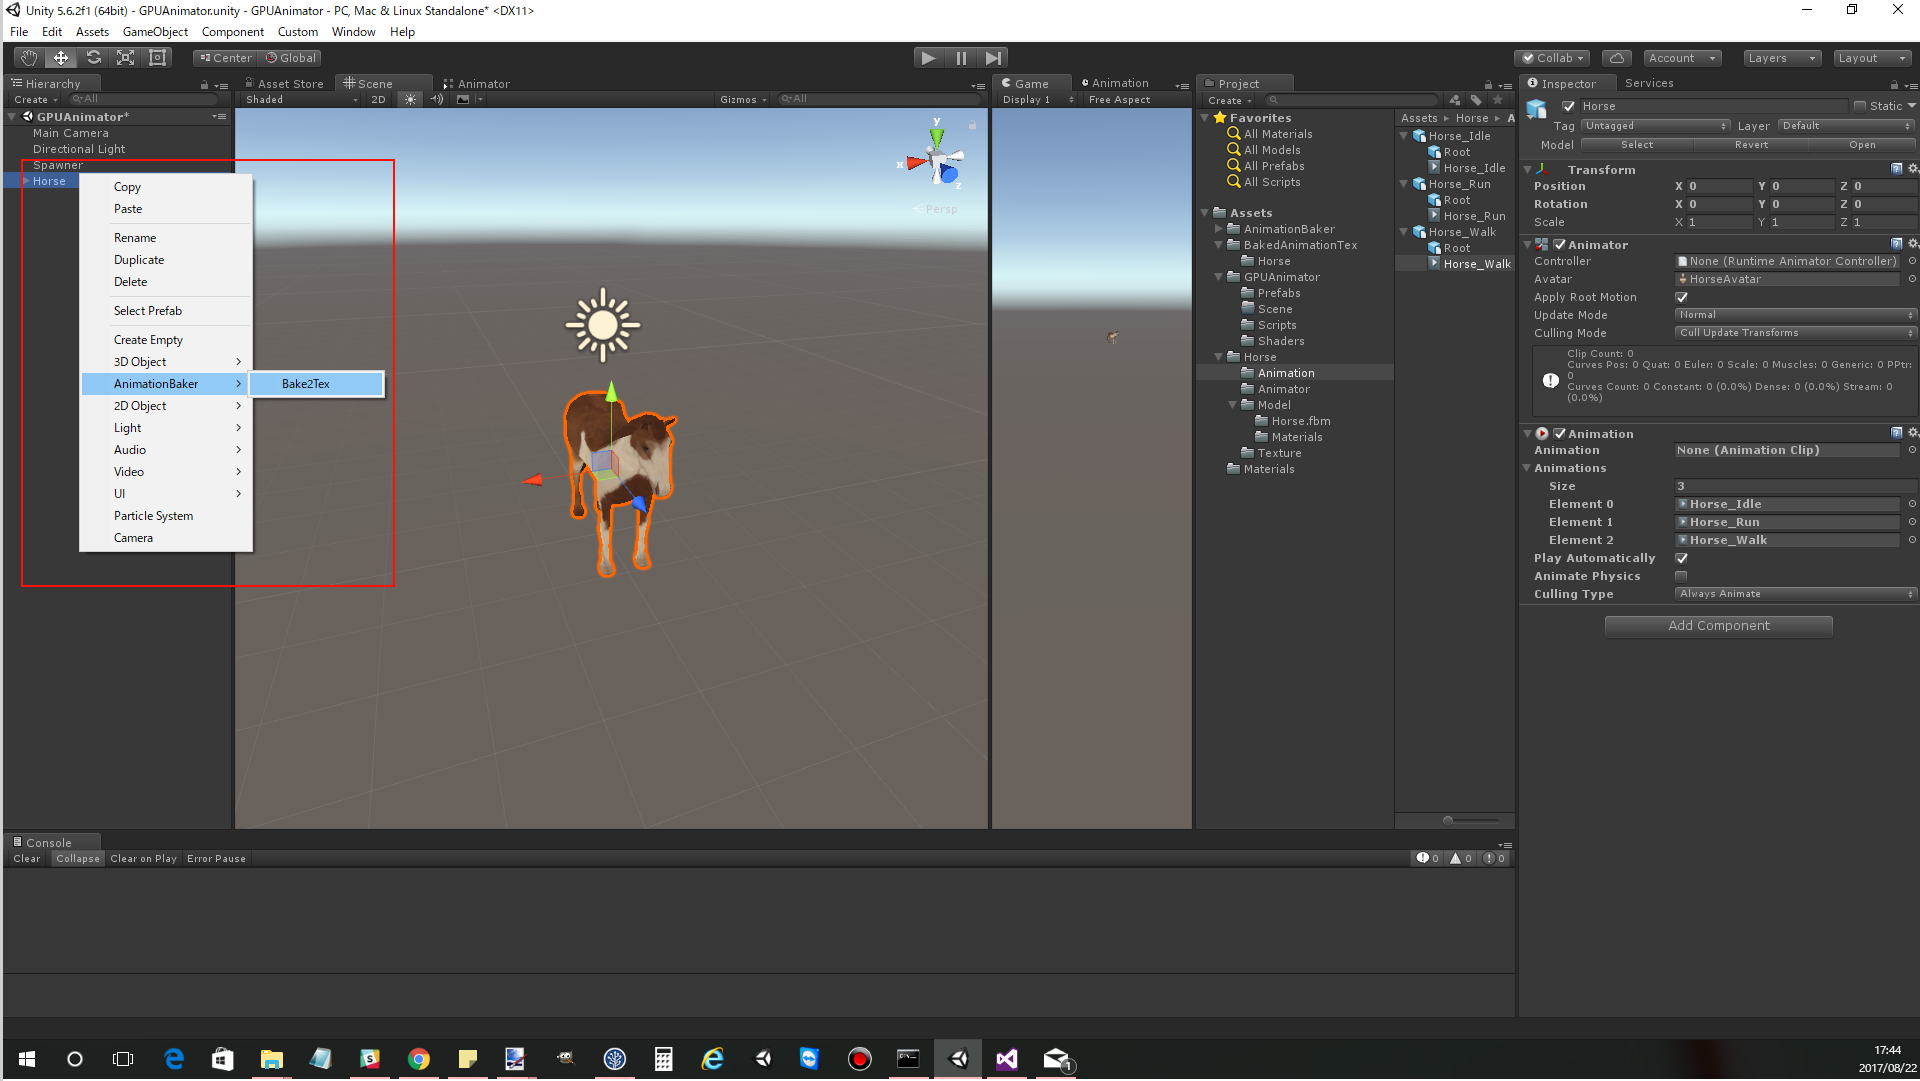 Unity 5.6.2f1 (64bit) - GPUAnimator.unity - GPUAnimator - PC, Mac & Linux Standalone* <DX11>
File Edit Assets GameObject Component Custom Window Help
Center Global
Collab Account Layers Layout
Hierarchy
Create All
GPUAnimator*
Main Camera
Directional Light
Spawner
Horse
Copy
Paste
Rename
Duplicate
Delete
Select Prefab
Create Empty
3D Object
AnimationBaker
Bake2Tex
2D Object
Light
Audio
Video
UI
Particle System
Camera
Asset Store Scene Animator
Shaded 2D Gizmos All
y
x
z
Persp
Game Animation
Display 1 Free Aspect
Project
Create
Favorites
All Materials
All Models
All Prefabs
All Scripts
Assets
AnimationBaker
BakedAnimationTex
Horse
GPUAnimator
Prefabs
Scene
Scripts
Shaders
Horse
Animation
Animator
Model
Horse.fbm
Materials
Texture
Materials
Assets Horse A
Horse_Idle
Root
Horse_Idle
Horse_Run
Root
Horse_Run
Horse_Walk
Root
Horse_Walk
Inspector Services
Horse Static
Tag Untagged Layer Default
Model Select Revert Open
Transform
Position X 0 Y 0 Z 0
Rotation X 0 Y 0 Z 0
Scale X 1 Y 1 Z 1
Animator
Controller None (Runtime Animator Controller)
Avatar HorseAvatar
Apply Root Motion
Update Mode Normal
Culling Mode Cull Update Transforms
Clip Count: 0
Curves Pos: 0 Quat: 0 Euler: 0 Scale: 0 Muscles: 0 Generic: 0 PPtr:
0
Curves Count: 0 Constant: 0 (0.0%) Dense: 0 (0.0%) Stream: 0
(0.0%)
Animation
Animation None (Animation Clip)
Animations
Size 3
Element 0 Horse_Idle
Element 1 Horse_Run
Element 2 Horse_Walk
Play Automatically
Animate Physics
Culling Type Always Animate
Add Component
Console
Clear Collapse Clear on Play Error Pause 0 0 0
1
17:44
2017/08/22